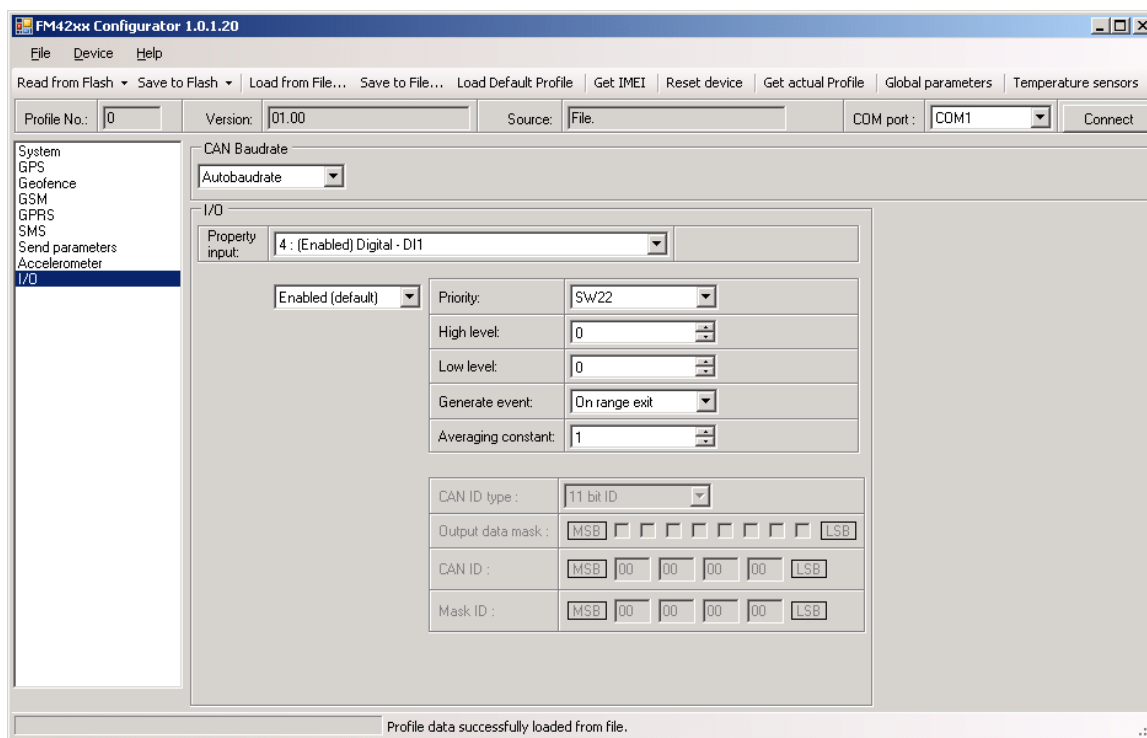 FM42xx Configurator 1.0.1.20
File Device Help
Read from Flash Save to Flash Load from File... Save to File... Load Default Profile Get IMEI Reset device Get actual Profile Global parameters Temperature sensors
Profile No.: 0 Version: 01.00 Source: File. COM port : COM1 Connect
System
GPS
Geofence
GSM
GPRS
SMS
Send parameters
Accelerometer
I/O
CAN Baudrate
Autobaudrate
I/O
Property
input:
4 : (Enabled) Digital - DI1
Enabled (default)
Priority: SW22
High level: 0
Low level: 0
Generate event: On range exit
Averaging constant: 1
CAN ID type : 11 bit ID
Output data mask : MSB LSB
CAN ID : MSB 00 00 00 00 LSB
Mask ID : MSB 00 00 00 00 LSB
Profile data successfully loaded from file.